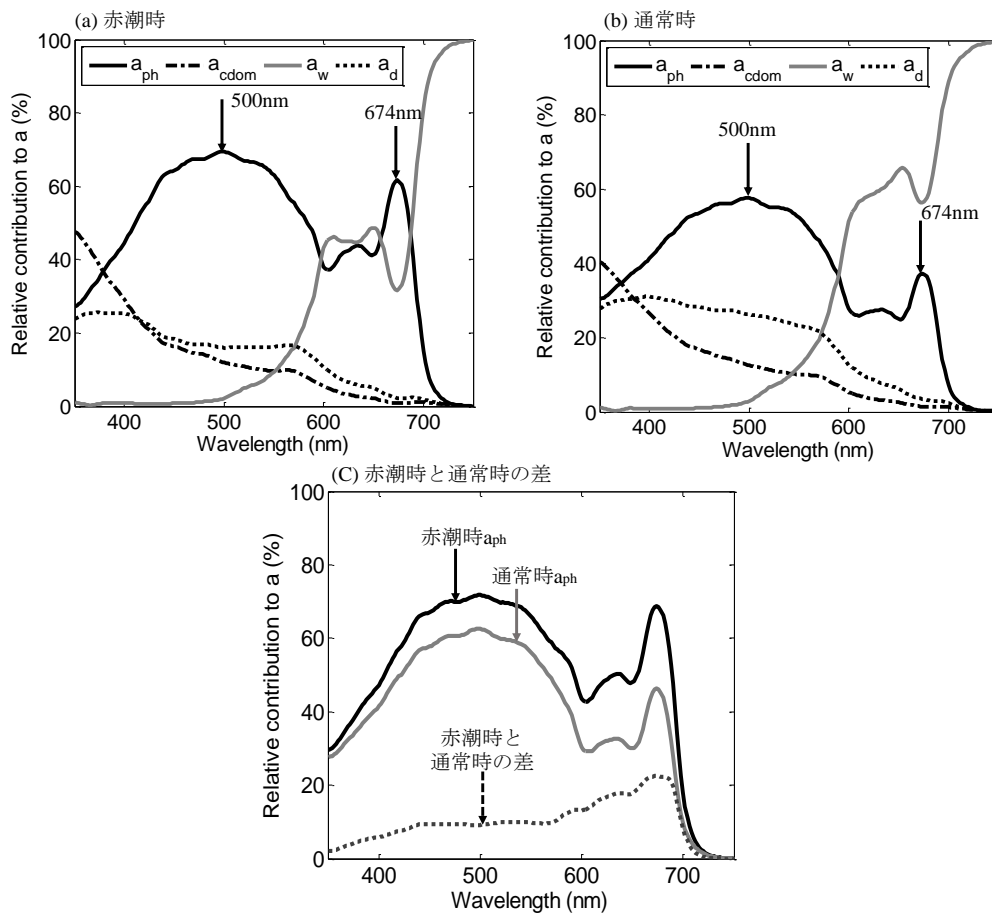 (a) 赤潮時
100
80
60
40
20
0
400
500
600
700
Relative contribution to a (%)
Wavelength (nm)
a_ph a_cdom a_w a_d
500nm
674nm
(b) 通常時
100
80
60
40
20
0
400
500
600
700
Relative contribution to a (%)
Wavelength (nm)
a_ph a_cdom a_w a_d
500nm
674nm
(C) 赤潮時と通常時の差
100
80
60
40
20
0
400
500
600
700
Relative contribution to a (%)
Wavelength (nm)
赤潮時aph
通常時aph
赤潮時と
通常時の差